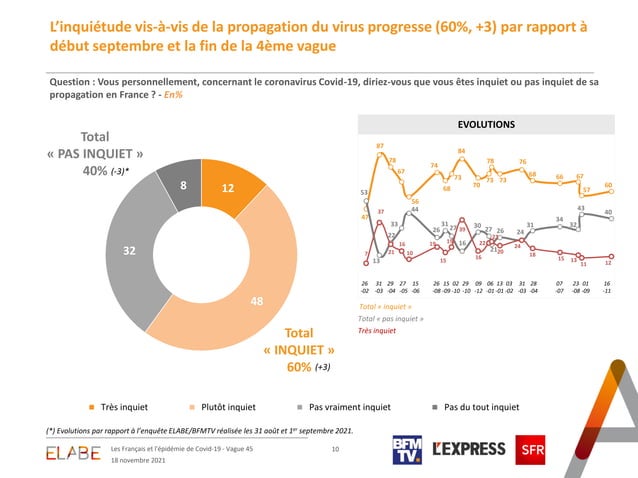 L’inquiétude vis-à-vis de la propagation du virus progresse (60%, +3) par rapport à
début septembre et la fin de la 4ème vague
Question : Vous personnellement, concernant le coronavirus Covid-19, diriez-vous que vous êtes inquiet ou pas inquiet de sa
propagation en France ? - En%
Total
« PAS INQUIET »
40% (-3)*
8
12
32
48
Total
« INQUIET »
60% (+3)
EVOLUTIONS
87
84
78
78
76
74
73
67
68
70
73
73
68
66
67
60
57
56
53
47
44
43
40
37
39
34
33
32
31
31
30
27
27
26
26
26
24
24
22
22
21
21
20
19
19
18
16
16
16
15
15
13
13
12
11
10
7
26 31 29 27 15 26 15 02 29 09 06 13 03 31 28 07 23 01 16
-02 -03 -04 -05 -06 -08 -09 -10 -10 -12 -01 -01 -02 -03 -04 -07 -08 -09 -11
Total « inquiet »
Total « pas inquiet »
Très inquiet
Très inquiet
Plutôt inquiet
Pas vraiment inquiet
Pas du tout inquiet
(*) Evolutions par rapport à l’enquête ELABE/BFMTV réalisée les 31 août et 1er septembre 2021.
ELABE
Les Français et l'épidémie de Covid-19 - Vague 45
10
18 novembre 2021
BFM
TV.
L'EXPRESS
SFR